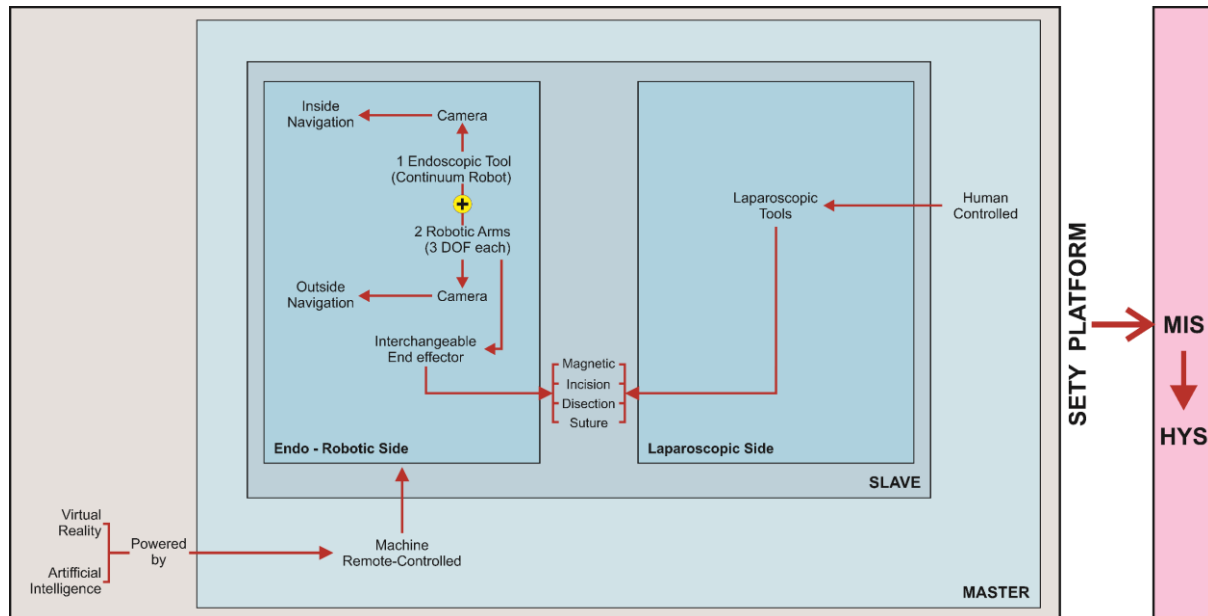 Inside
Navigation
Camera
1 Endoscopic Tool
(Continuum Robot)
+
2 Robotic Arms
(3 DOF each)
Outside
Navigation
Camera
Interchangeable
End effector
Endo - Robotic Side
Magnetic
Incision
Disection
Suture
Laparoscopic
Tools
Laparoscopic Side
Human
Controlled
SLAVE
Virtual
Reality
Artifficial
Intelligence
Powered
by
Machine
Remote-Controlled
MASTER
SETY PLATFORM
MIS
HYS